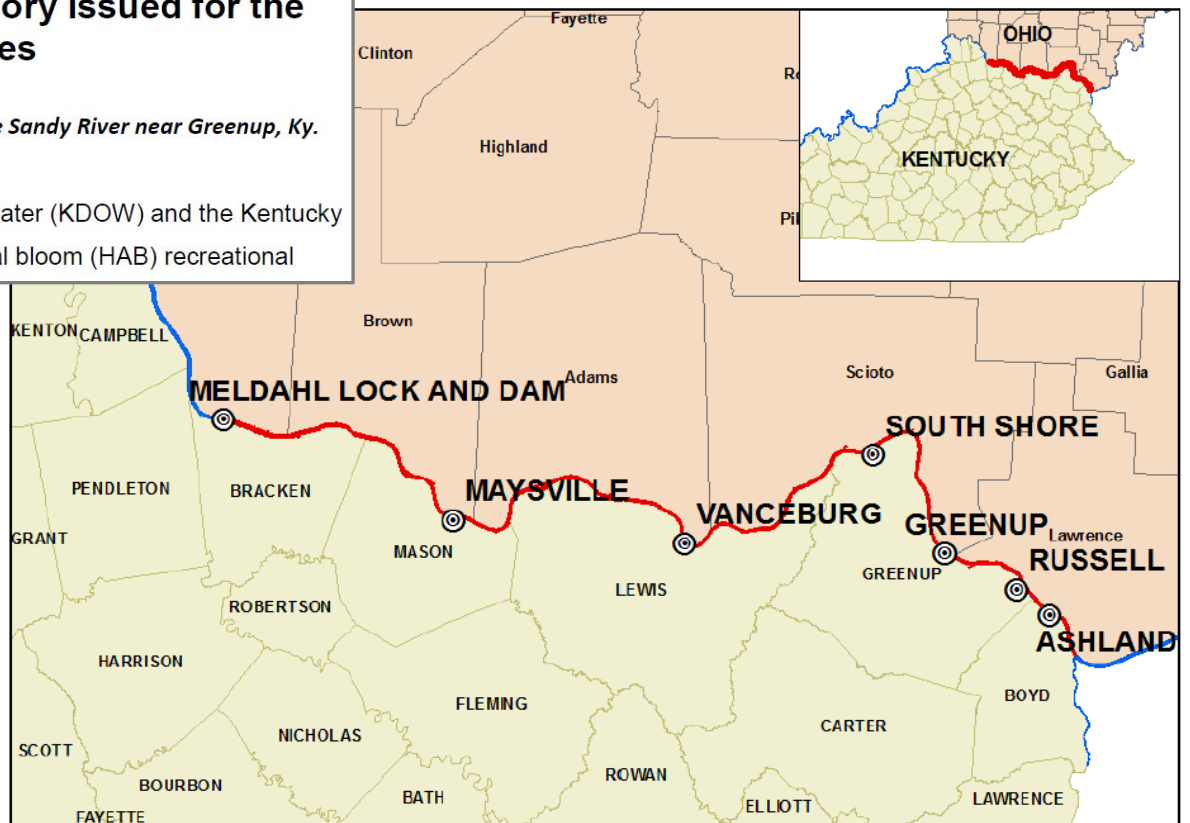 ory issued for the
es
Sandy River near Greenup, Ky.
ater (KDOW) and the Kentucky
al bloom (HAB) recreational
Fayette
Clinton
Highland
OHIO
KENTUCKY
KENTON
CAMPBELL
Brown
Adams
Scioto
Gallia
MELDAHL LOCK AND DAM
SOUTH SHORE
PENDLETON
BRACKEN
MAYSVILLE
VANCEBURG
GREENUP
Lawrence
GRANT
MASON
RUSSELL
GREENUP
LEWIS
ROBERTSON
ASHLAND
HARRISON
BOYD
FLEMING
CARTER
NICHOLAS
SCOTT
ROWAN
BOURBON
BATH
ELLIOTT
LAWRENCE
FAYETTE